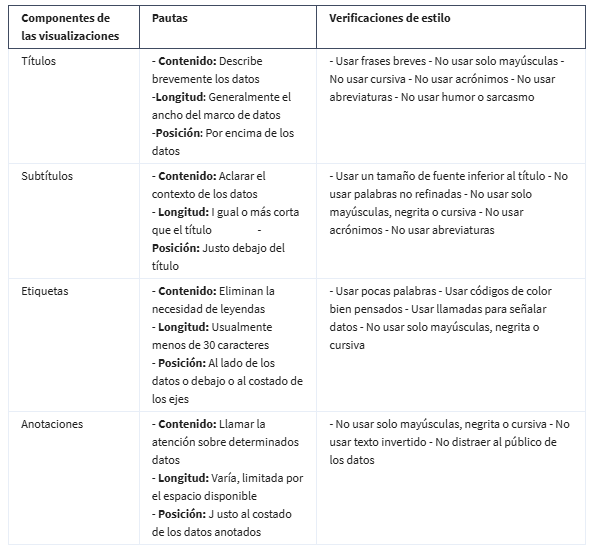 Componentes de las visualizaciones | Pautas | Verificaciones de estilo
Títulos
- Contenido: Describe
brevemente los datos
-Longitud: Generalmente el
ancho del marco de datos
-Posición: Por encima de los
datos
- Usar frases breves - No usar solo mayúsculas -
No usar cursiva - No usar acrónimos - No usar
abreviaturas - No usar humor o sarcasmo
Subtítulos
- Contenido: Aclarar el
contexto de los datos
- Longitud: I gual o más corta
que el título -
Posición: Justo debajo del
título
- Usar un tamaño de fuente inferior al título - No
usar palabras no refinadas - No usar solo
mayúsculas, negrita o cursiva - No usar
acrónimos - No usar abreviaturas
Etiquetas
- Contenido: Eliminan la
necesidad de leyendas
- Longitud: Usualmente
menos de 30 caracteres
- Posición: Al lado de los
datos o debajo o al costado de
los ejes
- Usar pocas palabras - Usar códigos de color
bien pensados - Usar llamadas para señalar
datos - No usar solo mayúsculas, negrita o
cursiva
Anotaciones
- Contenido: Llamar la
atención sobre determinados
datos
- Longitud: Varía, limitada por
el espacio disponible
- Posición: J usto al costado
de los datos anotados
- No usar solo mayúsculas, negrita o cursiva - No
usar texto invertido - No distraer al público de
los datos